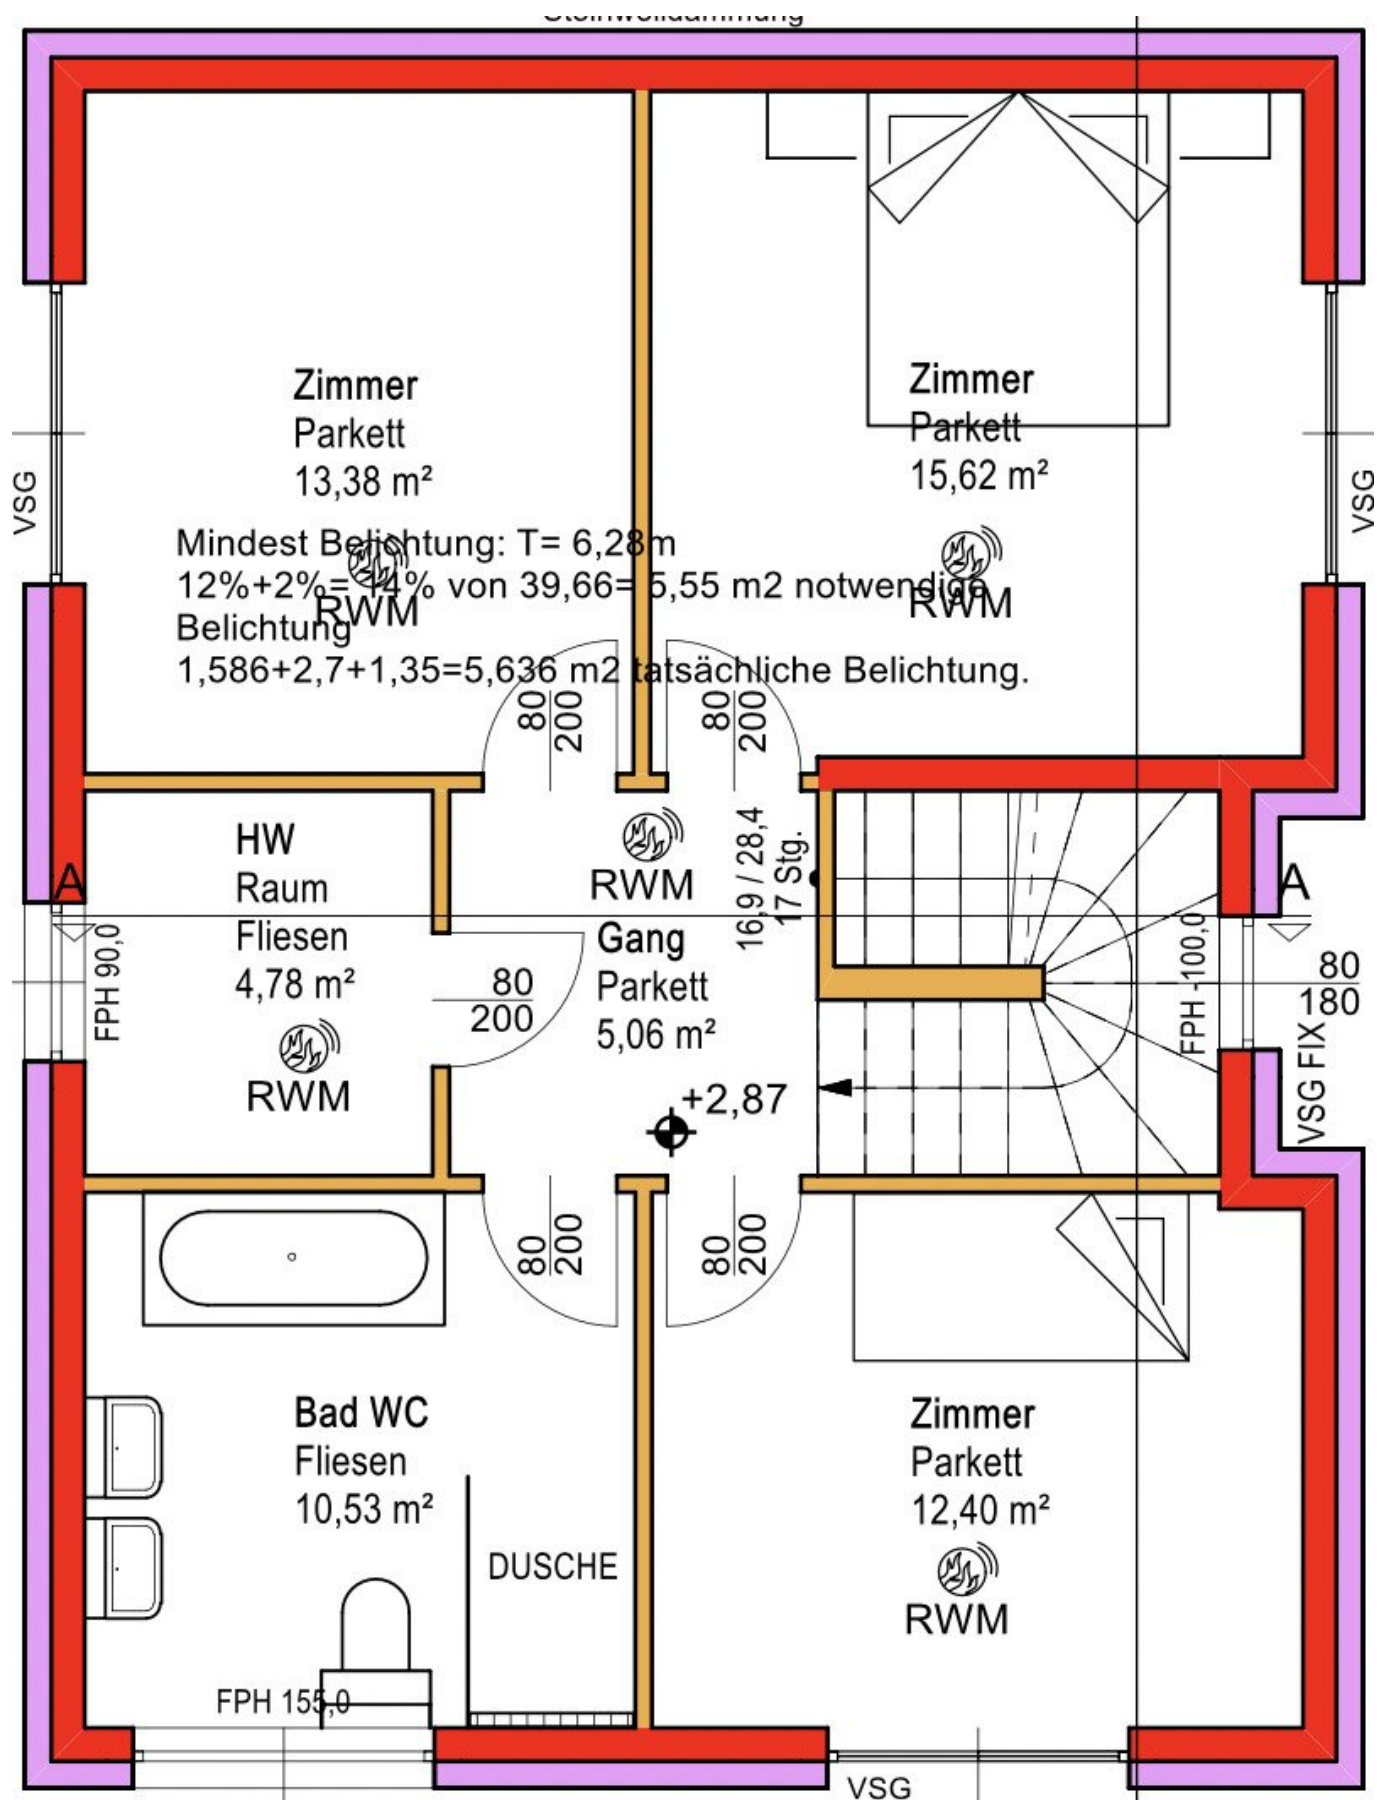 Steinwolldämmung
Zimmer
Parkett
13,38 m²
Zimmer
Parkett
15,62 m²
VSG
VSG
Mindest Belichtung: T= 6,28m
12%+2%= 14% von 39,66= 5,55 m2 notwendige
Belichtung
1,586+2,7+1,35=5,636 m2 tatsächliche Belichtung.
RWM
RWM
80
200
80
200
HW
Raum
Fliesen
4,78 m²
RWM
A
FPH 90,0
80
200
RWM
Gang
Parkett
5,06 m²
+2,87
16,9 / 28,4
17 Stg.
A
FPH -100,0
80
180
VSG FIX
80
200
80
200
Bad WC
Fliesen
10,53 m²
DUSCHE
FPH 155,0
Zimmer
Parkett
12,40 m²
RWM
VSG